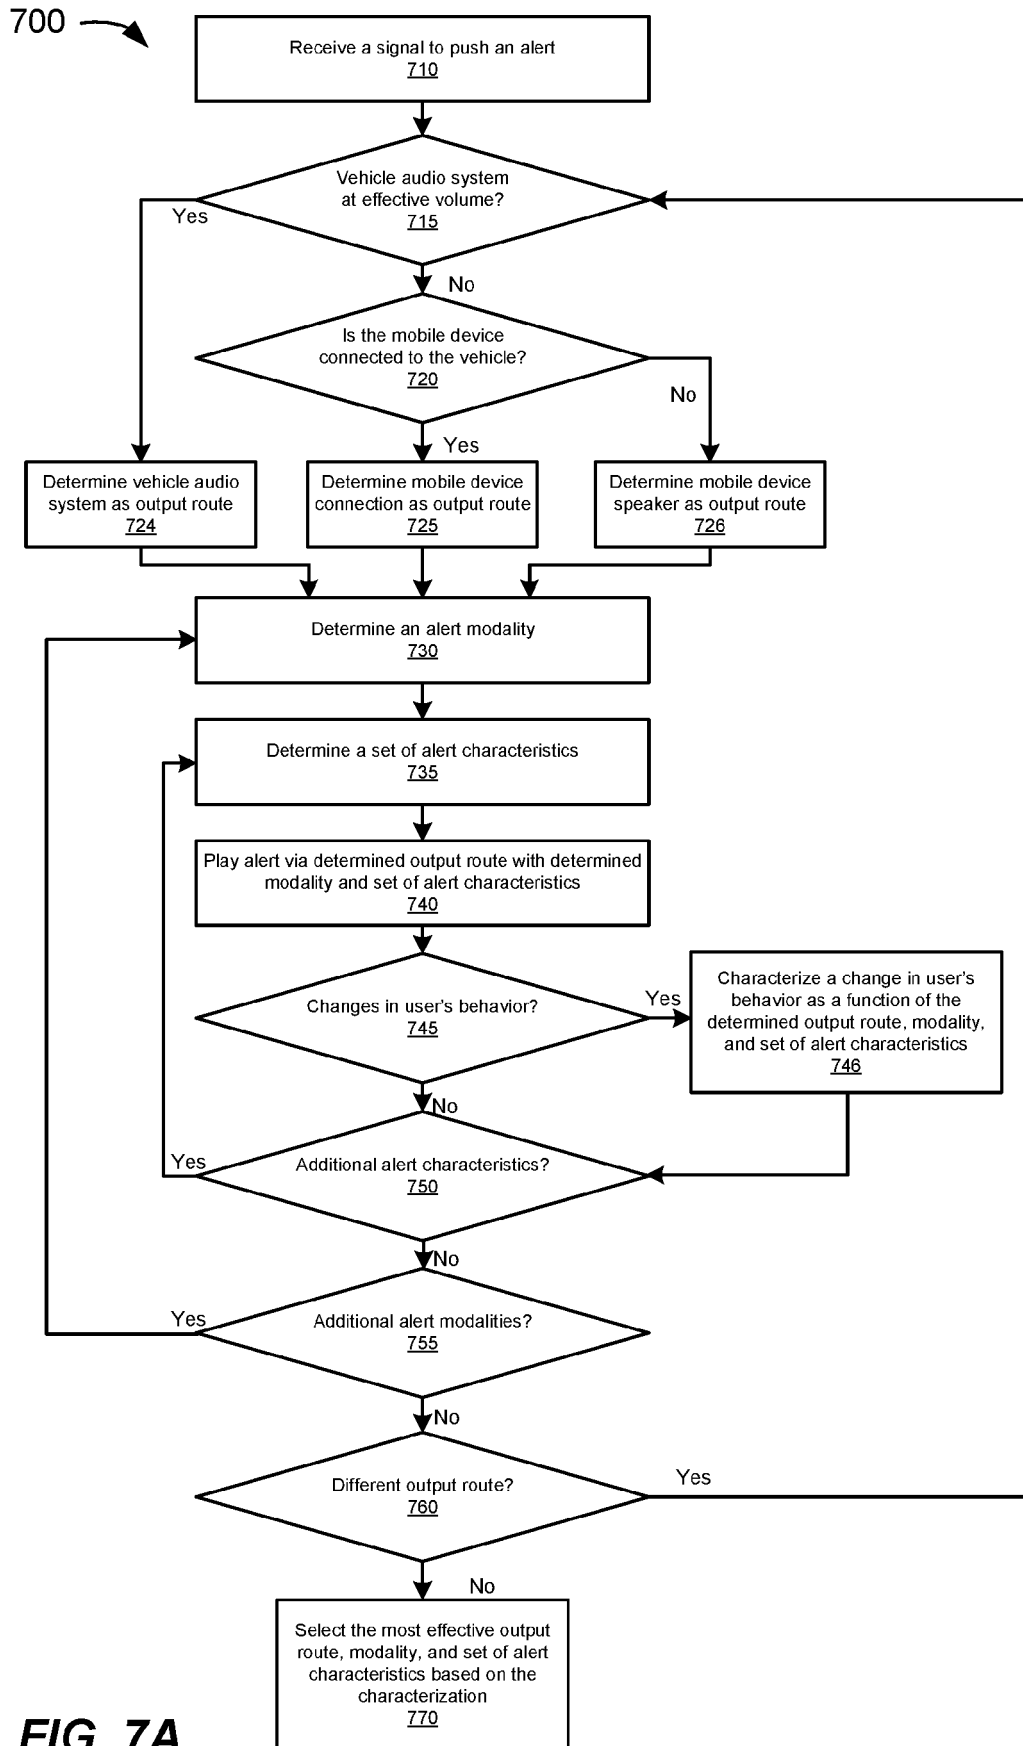 700
Receive a signal to push an alert
710
Vehicle audio system
at effective volume?
715
Yes
No
Is the mobile device
connected to the vehicle?
720
No
Yes
Determine vehicle audio
system as output route
724
Determine mobile device
connection as output route
725
Determine mobile device
speaker as output route
726
Determine an alert modality
730
Determine a set of alert characteristics
735
Play alert via determined output route with determined
modality and set of alert characteristics
740
Changes in user's behavior?
745
Yes
Characterize a change in user's
behavior as a function of the
determined output route, modality,
and set of alert characteristics
746
No
Additional alert characteristics?
750
Yes
No
Additional alert modalities?
755
Yes
No
Different output route?
760
Yes
No
Select the most effective output
route, modality, and set of alert
characteristics based on the
characterization
770
FIG. 7A